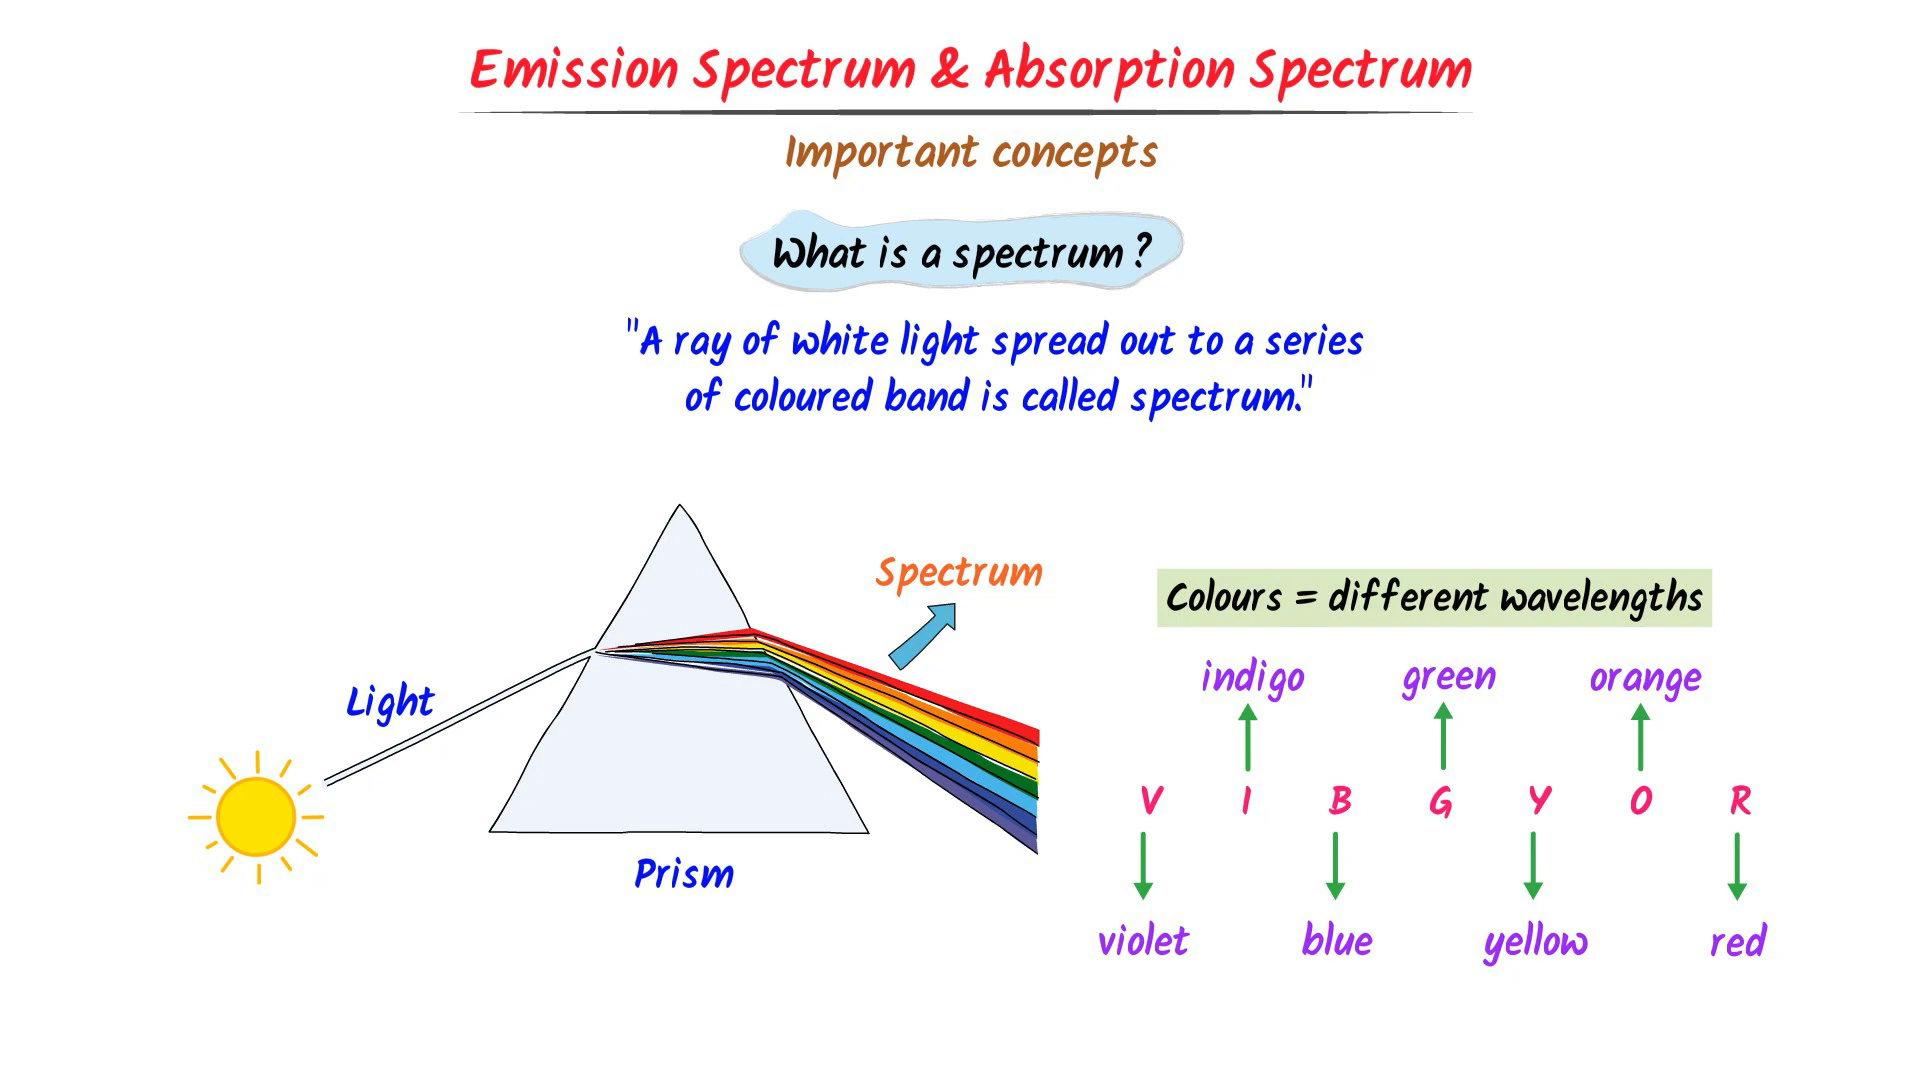 Emission Spectrum & Absorption Spectrum
Important concepts
What is a spectrum ?
"A ray of white light spread out to a series
of coloured band is called spectrum."
Spectrum
Light
Prism
Colours = different wavelengths
indigo green orange
V I B G Y O R
violet blue yellow red